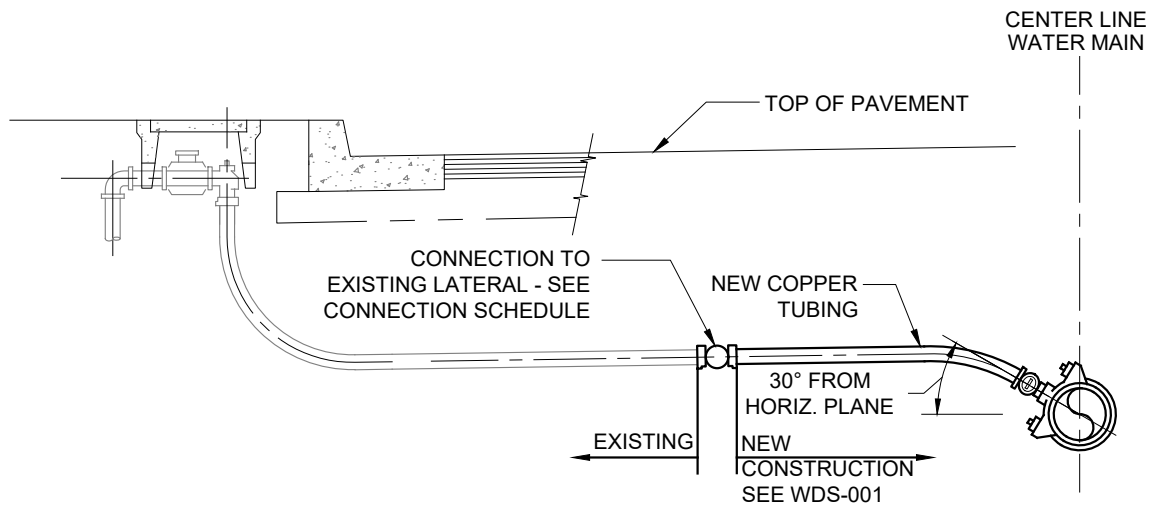 CENTER LINE
WATER MAIN
TOP OF PAVEMENT
CONNECTION TO
EXISTING LATERAL - SEE
CONNECTION SCHEDULE
NEW COPPER
TUBING
30° FROM
HORIZ. PLANE
EXISTING
NEW
CONSTRUCTION
SEE WDS-001